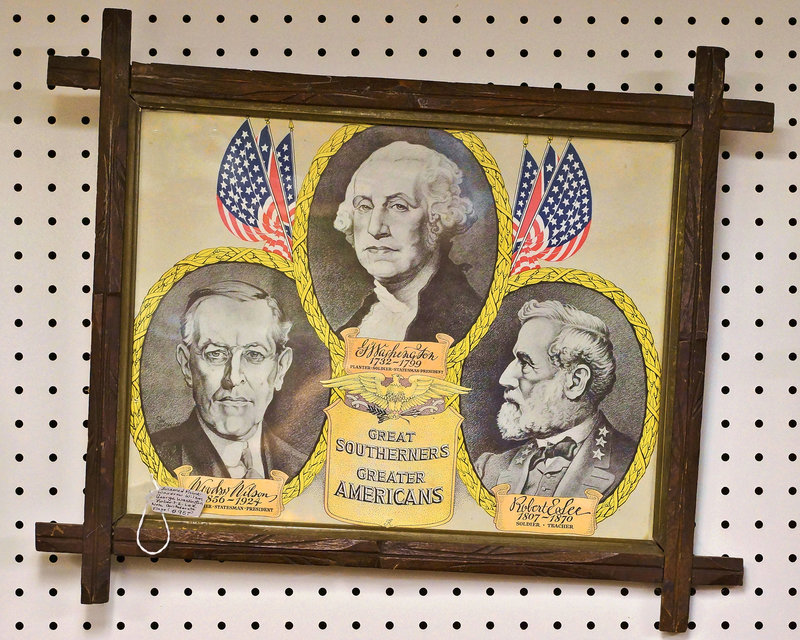 G Washington
1732-1799
PLANTER·SOLDIER·STATESMAN·PRESIDENT
Woodrow Wilson
1856-1924
STATESMAN·PRESIDENT
GREAT
SOUTHERNERS
GREATER
AMERICANS
Robert E Lee
1807-1870
SOLDIER · TEACHER